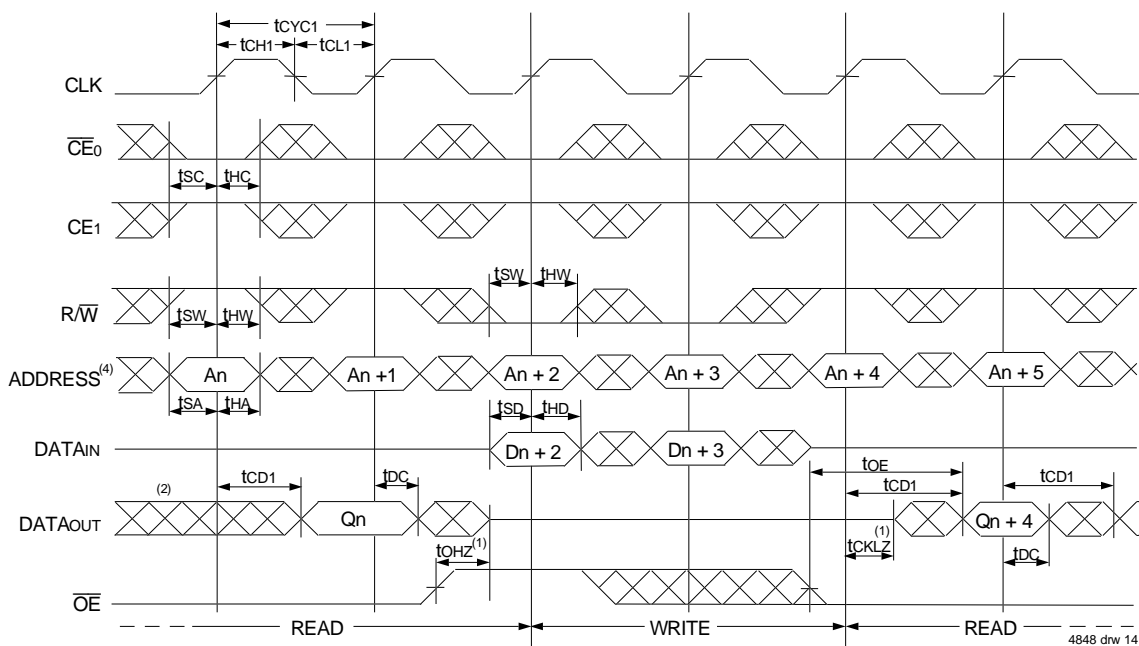 tCYC1
tCH1 tCL1
CLK
CE0
tSC tHC
CE1
tSW tHW
R/W
tSW tHW
ADDRESS(4) An An +1 An + 2 An + 3 An + 4 An + 5
tSA tHA tSD tHD
DATAIN Dn + 2 Dn + 3
tOE
tCD1 tDC tCD1 tCD1
(2)
DATAOUT Qn Qn + 4
tOHZ(1) tCKLZ(1) tDC
OE
READ WRITE READ
4848 drw 14